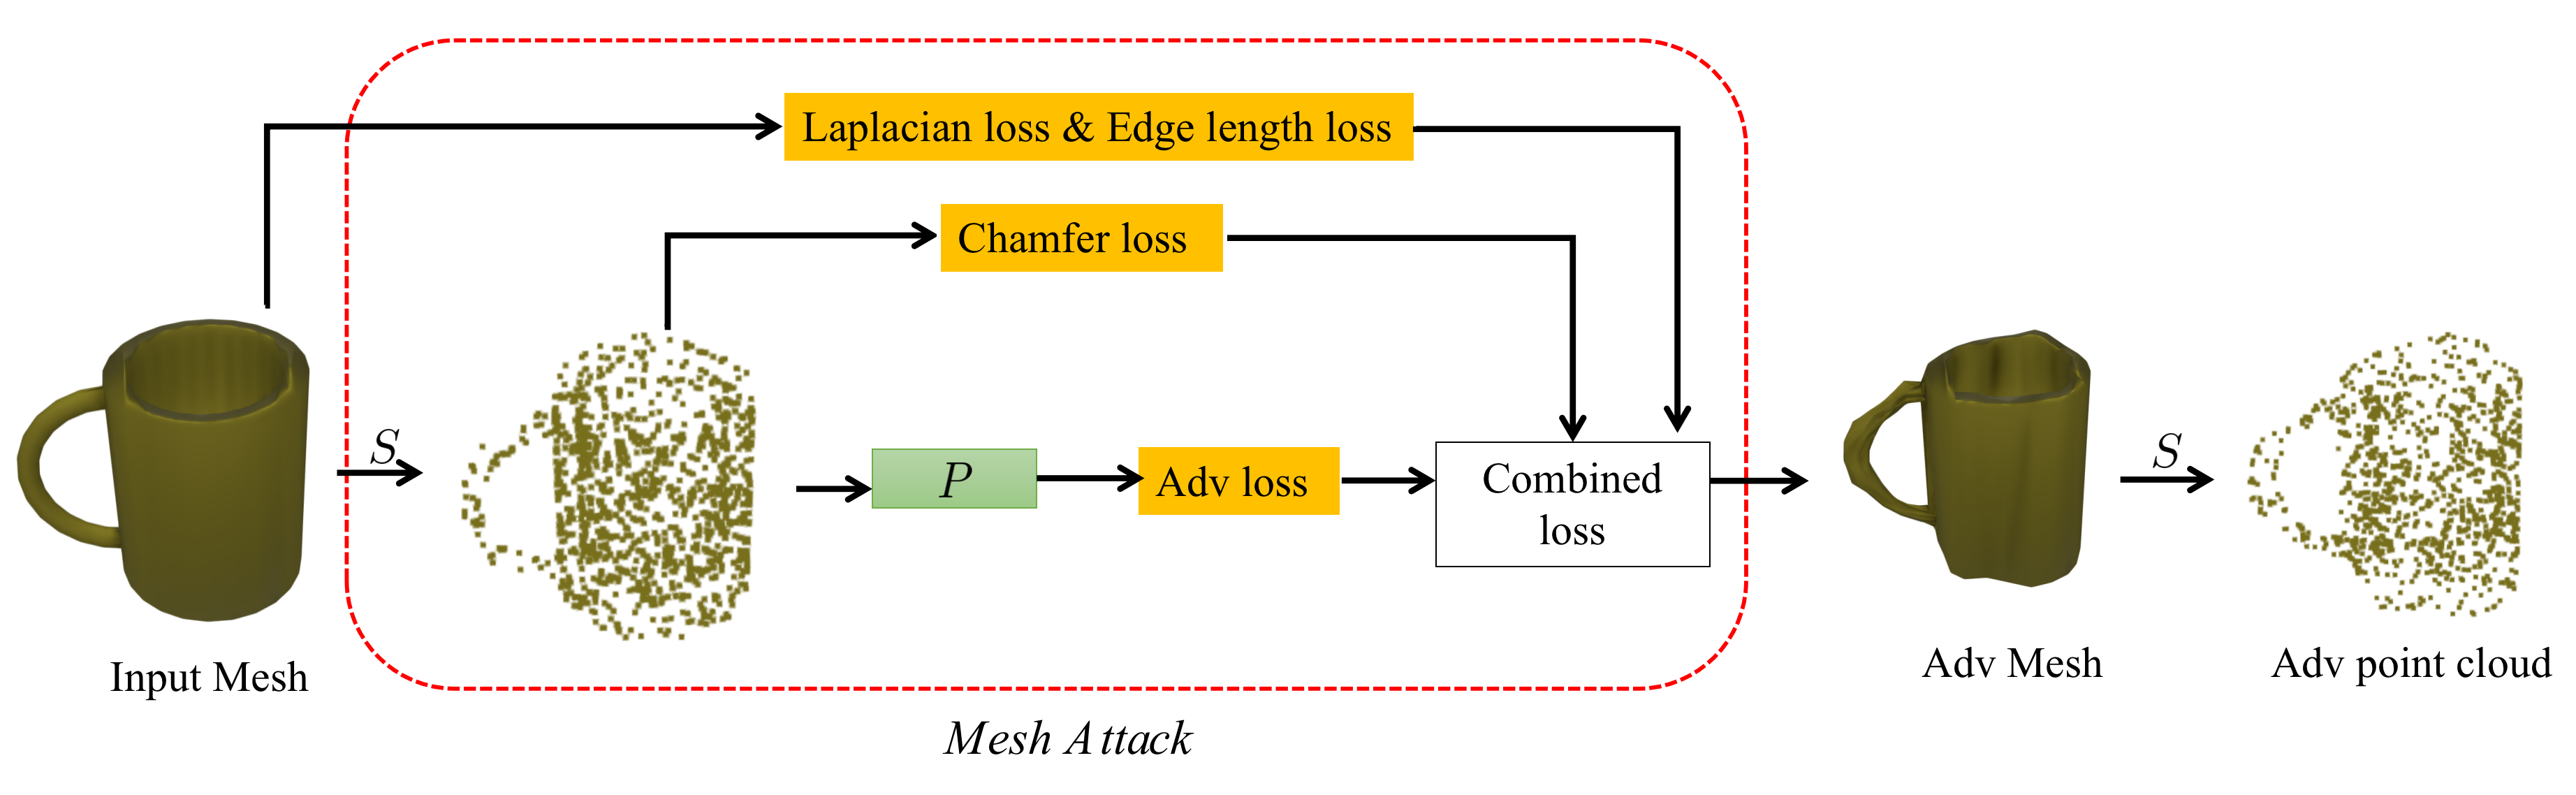 Laplacian loss & Edge length loss
Chamfer loss
S
P
Adv loss
Combined
loss
S
Input Mesh
Adv Mesh
Adv point cloud
Mesh Attack